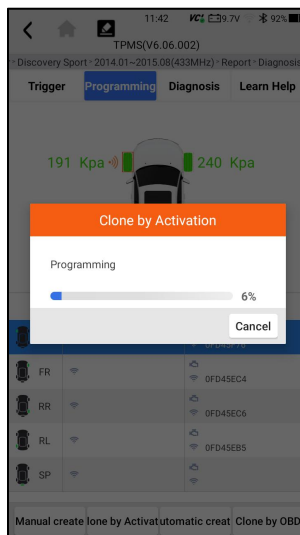 11:42 VCI 9.7V 92%
TPMS(V6.06.002)
Discovery Sport 2014.01~2015.08(433MHz) Report Diagnosis
Trigger Programming Diagnosis Learn Help
191 Kpa 240 Kpa
Clone by Activation
Programming
6%
Cancel
FR 0FD45EC4
RR 0FD45EC6
RL 0FD45EB5
SP
Manual create lone by Activat utomatic creat Clone by OBD